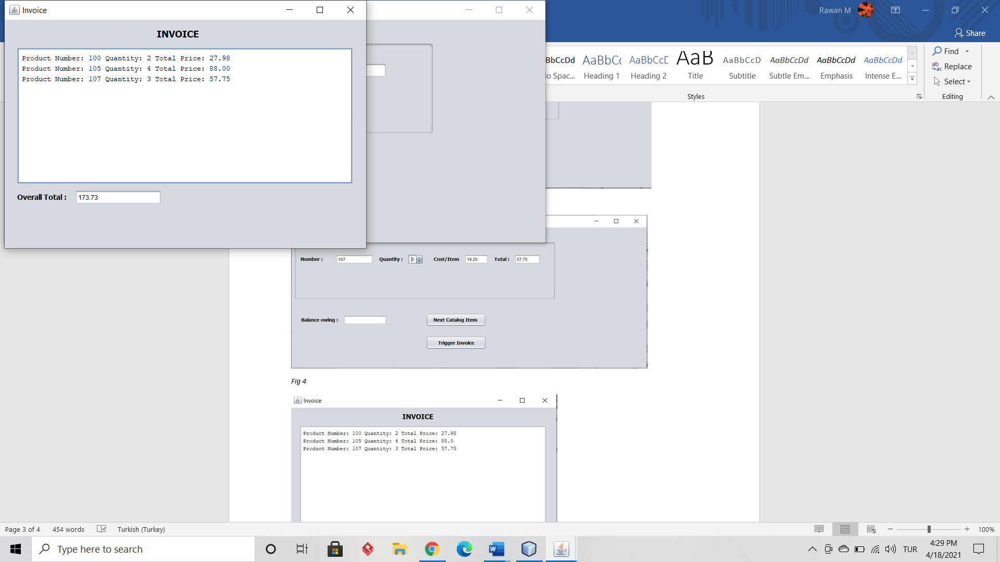 Invoice
INVOICE
Product Number: 100 Quantity: 2 Total Price: 27.98
Product Number: 105 Quantity: 4 Total Price: 88.00
Product Number: 107 Quantity: 3 Total Price: 57.75
Overall Total :
173.73
Rawan M
Share
BbCcDd
AaBbCc
AaBbCcD
AaB
AaBbCcD
AaBbCcDd
AaBbCcDd
AaBbCcDd
Spac...
Heading 1
Heading 2
Title
Subtitle
Subtle Em...
Emphasis
Intense E...
Styles
Find
Replace
Select
Editing
Number :
107
Quantity :
3
Cost/Item
19.25
Total :
57.75
Balance owing :
Next Catalog Item
Trigger Invoice
Fig 4
Invoice
INVOICE
Product Number: 100 Quantity: 2 Total Price: 27.98
Product Number: 105 Quantity: 4 Total Price: 88.0
Product Number: 107 Quantity: 3 Total Price: 57.75
Page 3 of 4
454 words
Turkish (Turkey)
100%
Type here to search
TUR
4:29 PM
4/18/2021